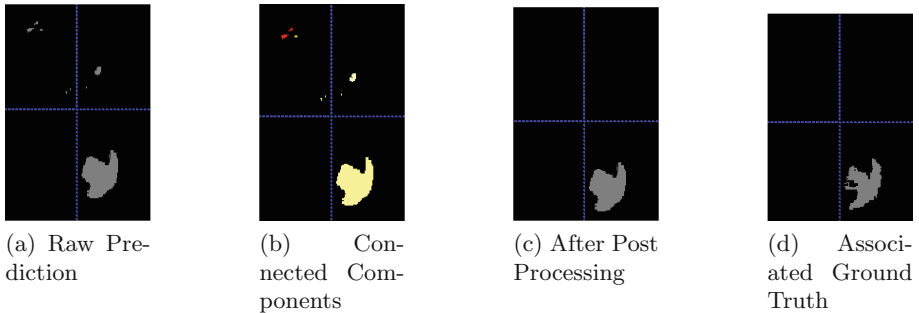 (a) Raw Pre-
diction
(b) Con-
nected Com-
ponents
(c) After Post
Processing
(d) Associ-
ated Ground
Truth